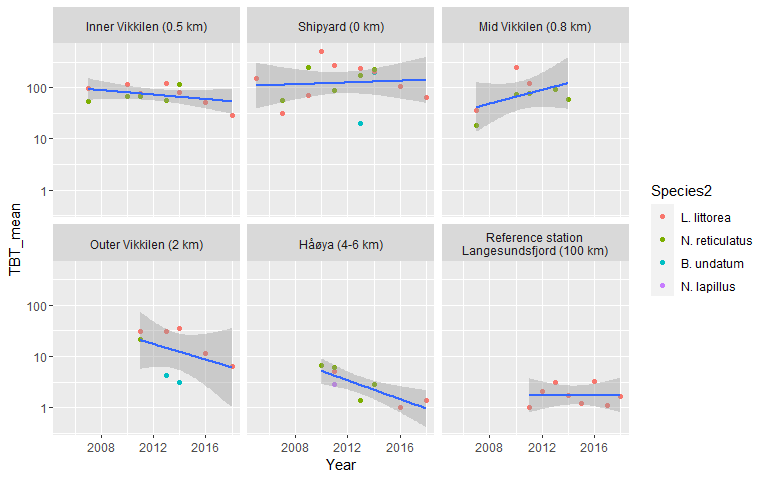 Inner Vikkilen (0.5 km)
Shipyard (0 km)
Mid Vikkilen (0.8 km)
100
10
1
Outer Vikkilen (2 km)
Håøya (4-6 km)
Reference station
Langesundsfjord (100 km)
100
10
1
2008
2012
2016
2008
2012
2016
2008
2012
2016
Year
TBT_mean
Species2
L. littorea
N. reticulatus
B. undatum
N. lapillus